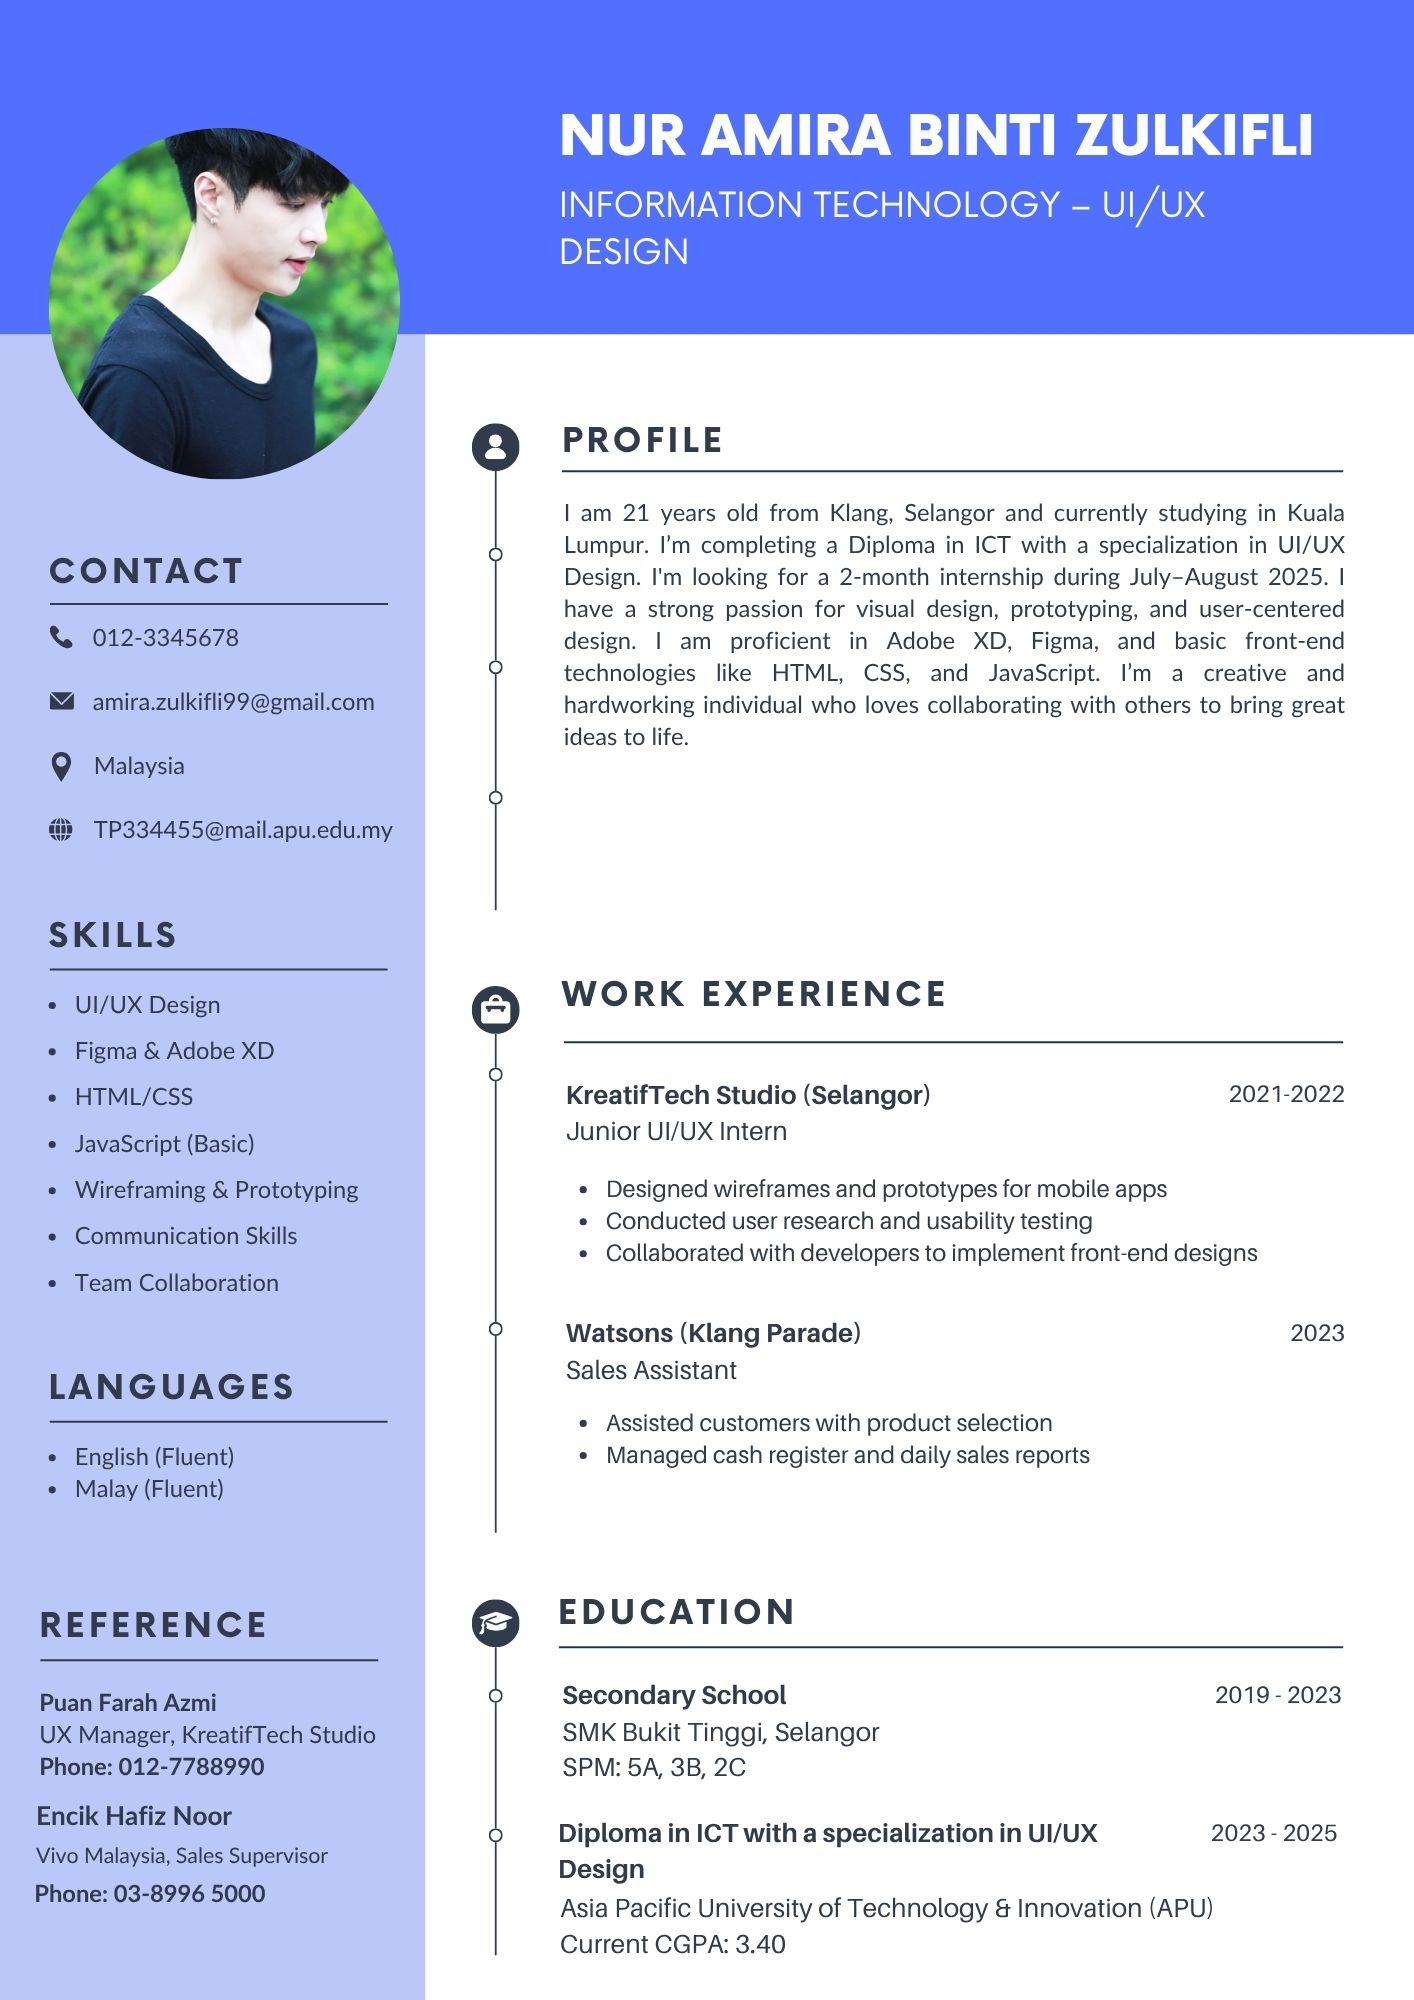 NUR AMIRA BINTI ZULKIFLI
INFORMATION TECHNOLOGY – UI/UX
DESIGN
CONTACT
012-3345678
amira.zulkifli99@gmail.com
Malaysia
TP334455@mail.apu.edu.my
SKILLS
• UI/UX Design
• Figma & Adobe XD
• HTML/CSS
• JavaScript (Basic)
• Wireframing & Prototyping
• Communication Skills
• Team Collaboration
LANGUAGES
• English (Fluent)
• Malay (Fluent)
REFERENCE
Puan Farah Azmi
UX Manager, KreatifTech Studio
Phone: 012-7788990
Encik Hafiz Noor
Vivo Malaysia, Sales Supervisor
Phone: 03-8996 5000
PROFILE
I am 21 years old from Klang, Selangor and currently studying in Kuala
Lumpur. I’m completing a Diploma in ICT with a specialization in UI/UX
Design. I'm looking for a 2-month internship during July–August 2025. I
have a strong passion for visual design, prototyping, and user-centered
design. I am proficient in Adobe XD, Figma, and basic front-end
technologies like HTML, CSS, and JavaScript. I’m a creative and
hardworking individual who loves collaborating with others to bring great
ideas to life.
WORK EXPERIENCE
KreatifTech Studio (Selangor) 2021-2022
Junior UI/UX Intern
• Designed wireframes and prototypes for mobile apps
• Conducted user research and usability testing
• Collaborated with developers to implement front-end designs
Watsons (Klang Parade) 2023
Sales Assistant
• Assisted customers with product selection
• Managed cash register and daily sales reports
EDUCATION
Secondary School 2019 - 2023
SMK Bukit Tinggi, Selangor
SPM: 5A, 3B, 2C
Diploma in ICT with a specialization in UI/UX 2023 - 2025
Design
Asia Pacific University of Technology & Innovation (APU)
Current CGPA: 3.40